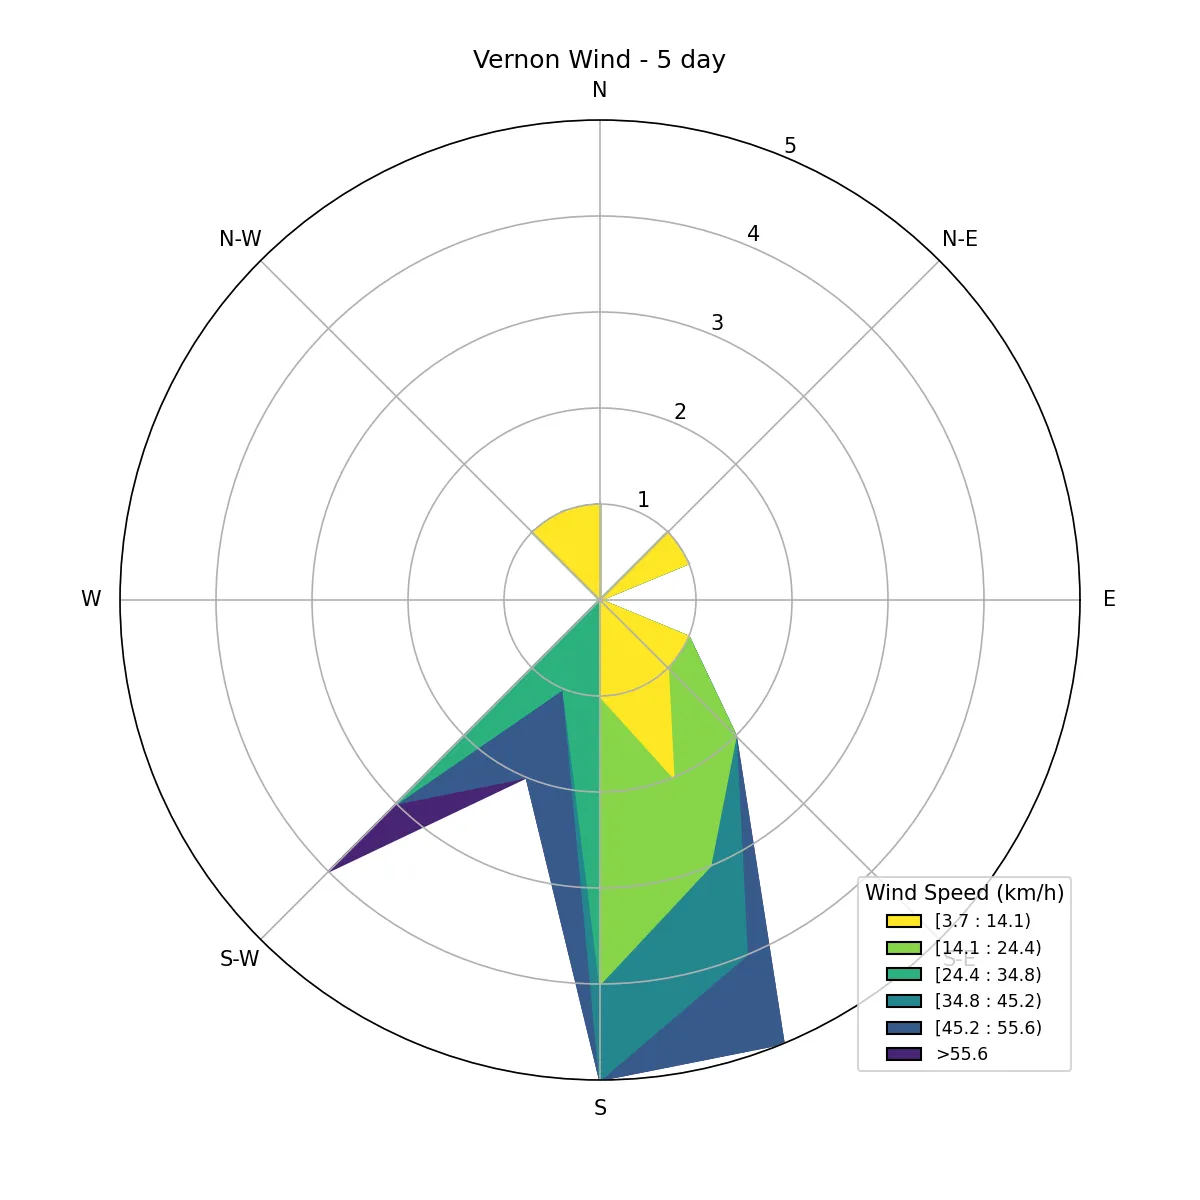 Vernon Wind - 5 day
N
5
N-W
N-E
4
3
2
1
W
E
S-W
S-E
Wind Speed (km/h)
[3.7 : 14.1)
[14.1 : 24.4)
[24.4 : 34.8)
[34.8 : 45.2)
[45.2 : 55.6)
>55.6
S